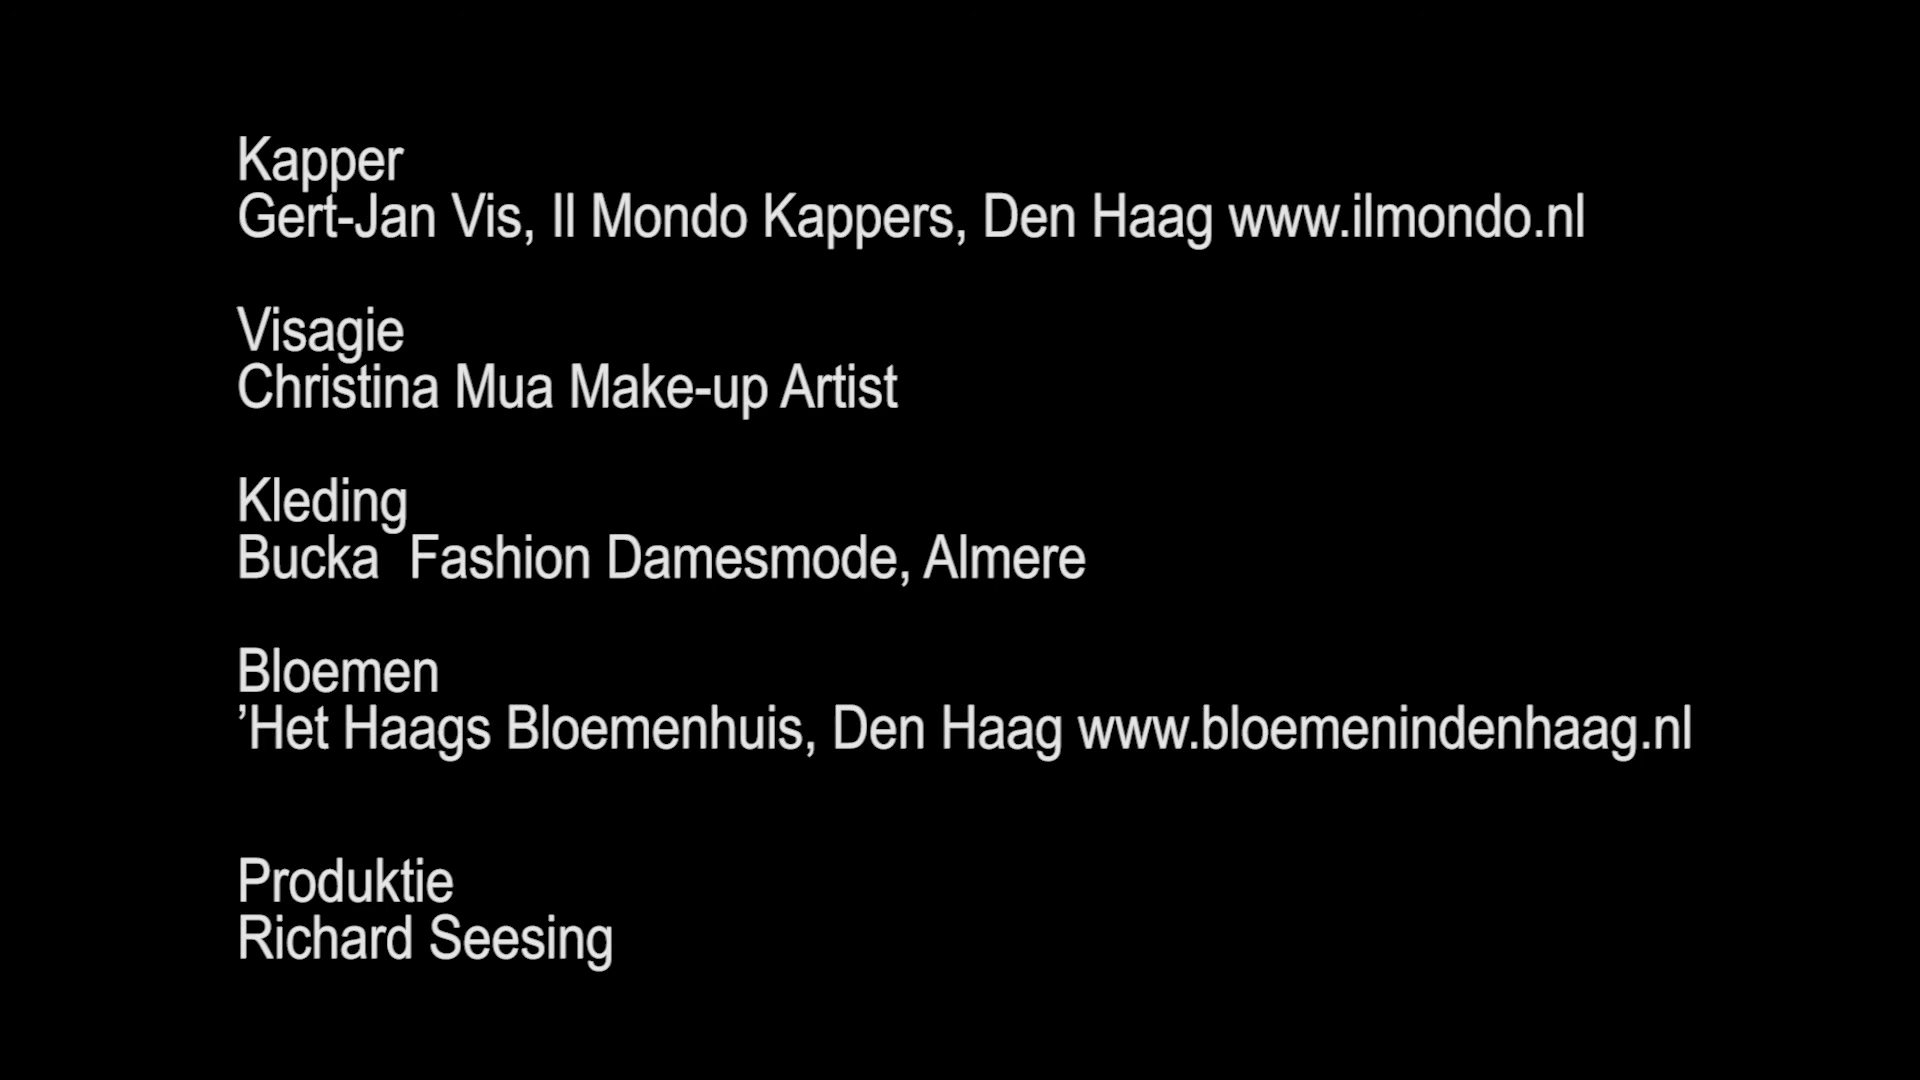 Kapper
Gert-Jan Vis, Il Mondo Kappers, Den Haag www.ilmondo.nl
Visagie
Christina Mua Make-up Artist
Kleding
Bucka  Fashion Damesmode, Almere
Bloemen
’Het Haags Bloemenhuis, Den Haag www.bloemenindenhaag.nl
Produktie
Richard Seesing